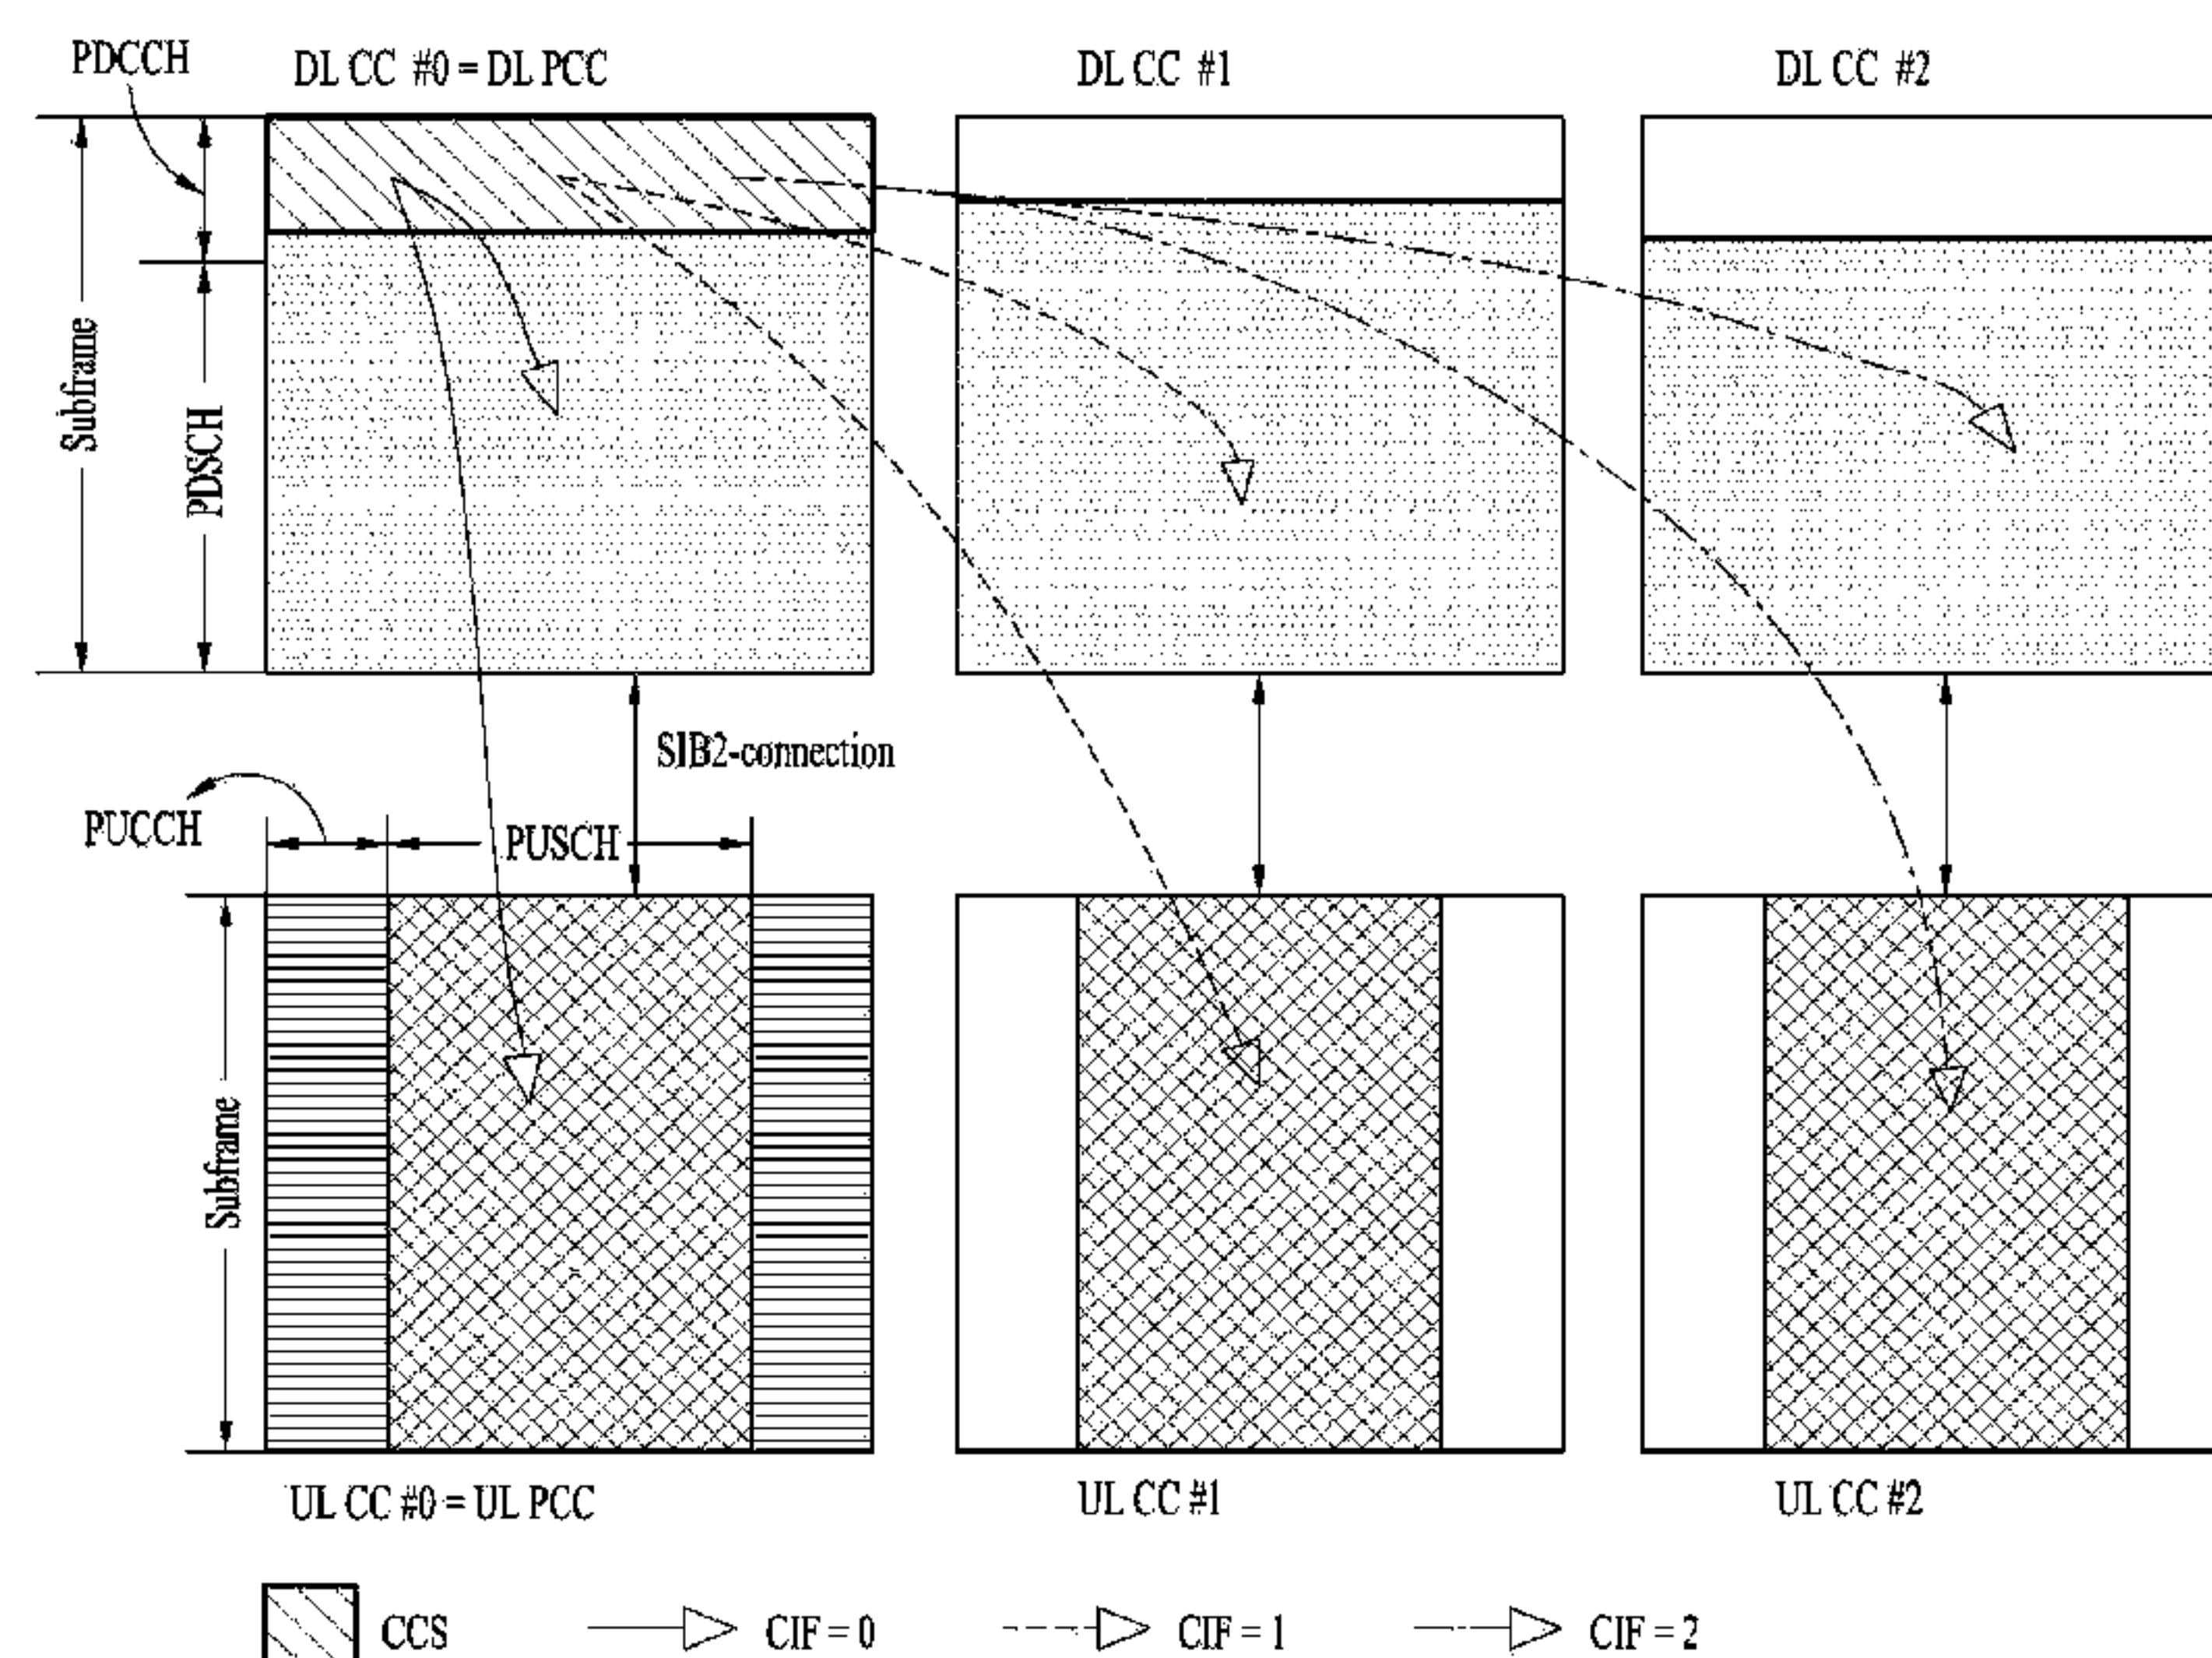 PDCCH
DL CC #0 = DL PCC
DL CC #1
DL CC #2
Subframe
PDSCH
SIB2-connection
PUCCH
PUSCH
Subframe
UL CC #0 = UL PCC
UL CC #1
UL CC #2
CCS
CIF = 0
CIF = 1
CIF = 2